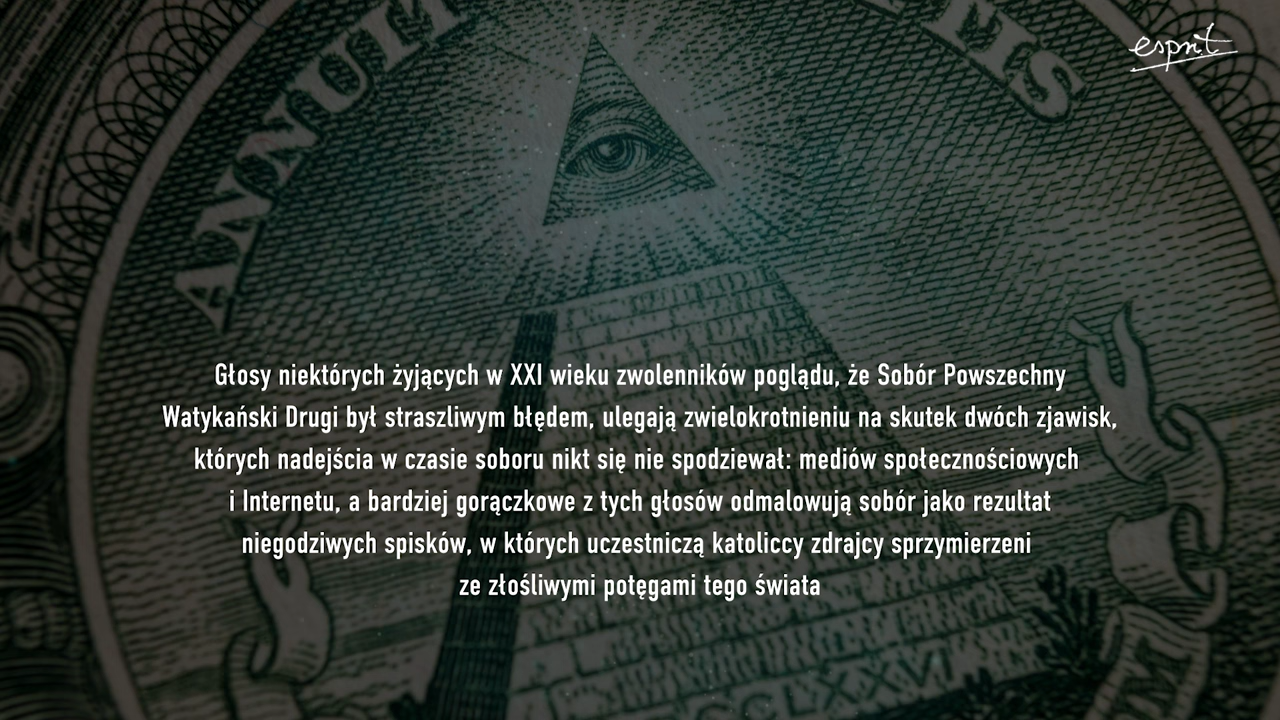 esprit
ANNUIT
Głosy niektórych żyjących w XXI wieku zwolenników poglądu, że Sobór Powszechny
Watykański Drugi był straszliwym błędem, ulegają zwielokrotnieniu na skutek dwóch zjawisk,
których nadejścia w czasie soboru nikt się nie spodziewał: mediów społecznościowych
i Internetu, a bardziej gorączkowe z tych głosów odmalowują sobór jako rezultat
niegodziwych spisków, w których uczestniczą katoliccy zdrajcy sprzymierzeni
ze złośliwymi potęgami tego świata